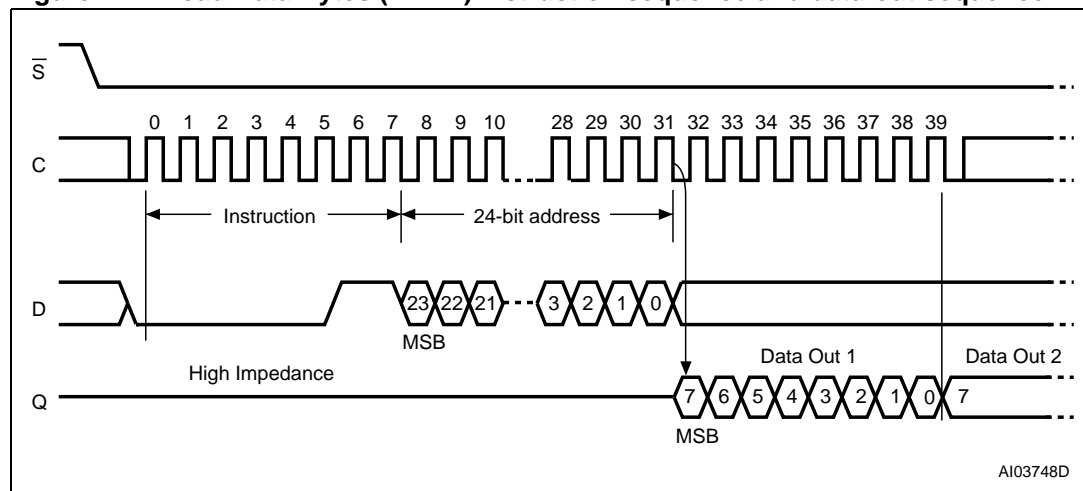 S
0 1 2 3 4 5 6 7 8 9 10 28 29 30 31 32 33 34 35 36 37 38 39
C
Instruction 24-bit address
D 23 22 21 3 2 1 0
MSB
Data Out 1 Data Out 2
High Impedance
Q 7 6 5 4 3 2 1 0 7
MSB
AI03748D